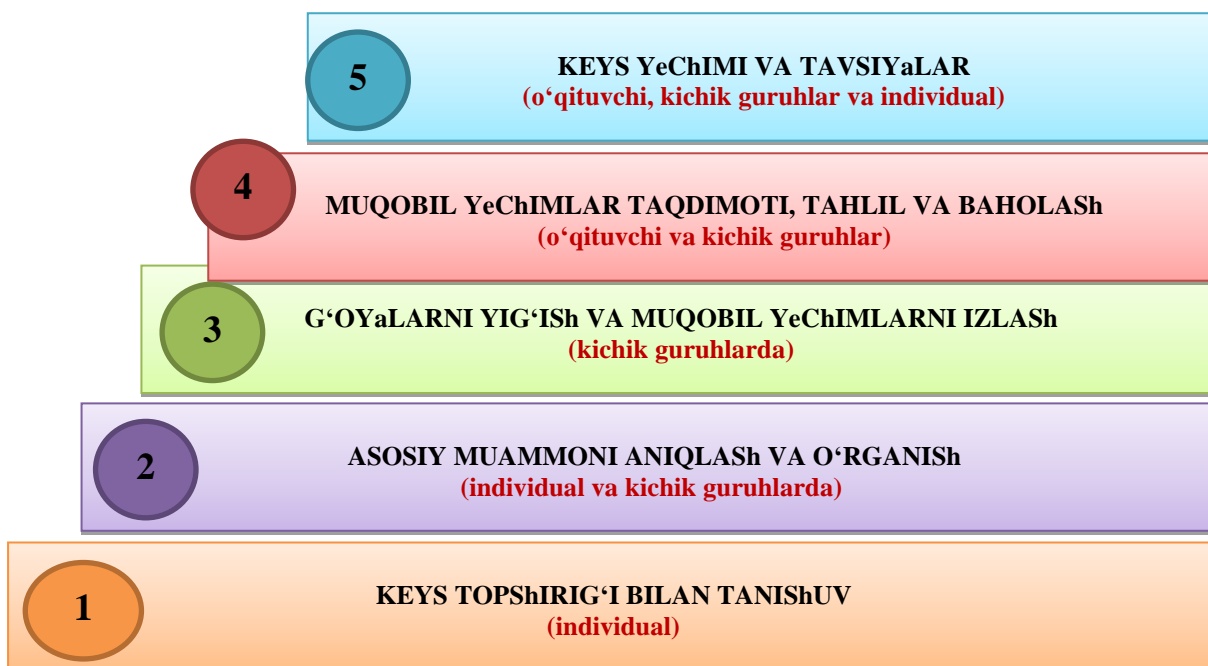 5
KEYS YeChIMI VA TAVSIYaLAR
(o‘qituvchi, kichik guruhlar va individual)
4
MUQOBIL YeChIMLAR TAQDIMOTI, TAHLIL VA BAHOLASh
(o‘qituvchi va kichik guruhlar)
3
G‘OYaLARNI YIG‘ISh VA MUQOBIL YeChIMLARNI IZLASh
(kichik guruhlarda)
2
ASOSIY MUAMMONI ANIQLASh VA O‘RGANISh
(individual va kichik guruhlarda)
1
KEYS TOPShIRIG‘I BILAN TANIShUV
(individual)